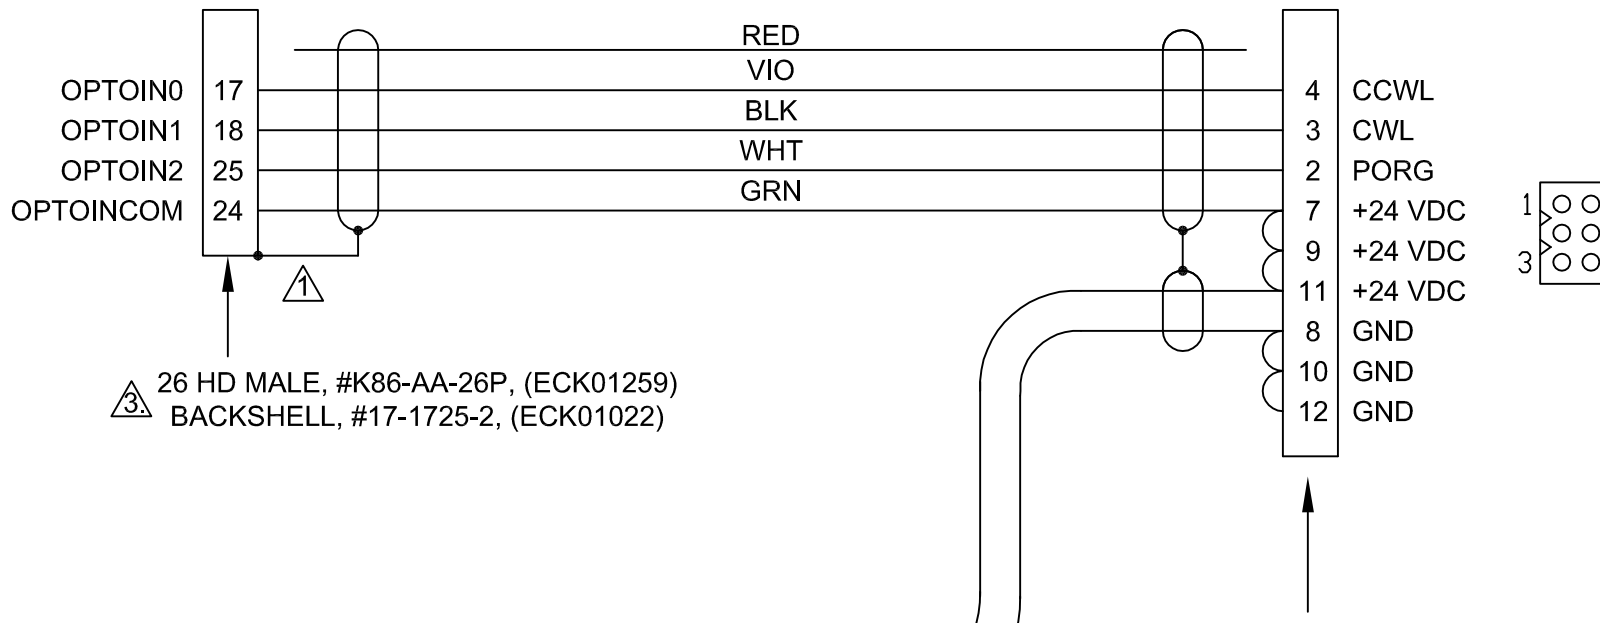 RED
VIO
OPTOIN0 17 4 CCWL
BLK
OPTOIN1 18 3 CWL
WHT
OPTOIN2 25 2 PORG
GRN
OPTOINCOM 24 7 +24 VDC
1
9 +24 VDC
3
1
11 +24 VDC
8 GND
10 GND
12 GND
3. 26 HD MALE, #K86-AA-26P, (ECK01259)
BACKSHELL, #17-1725-2, (ECK01022)